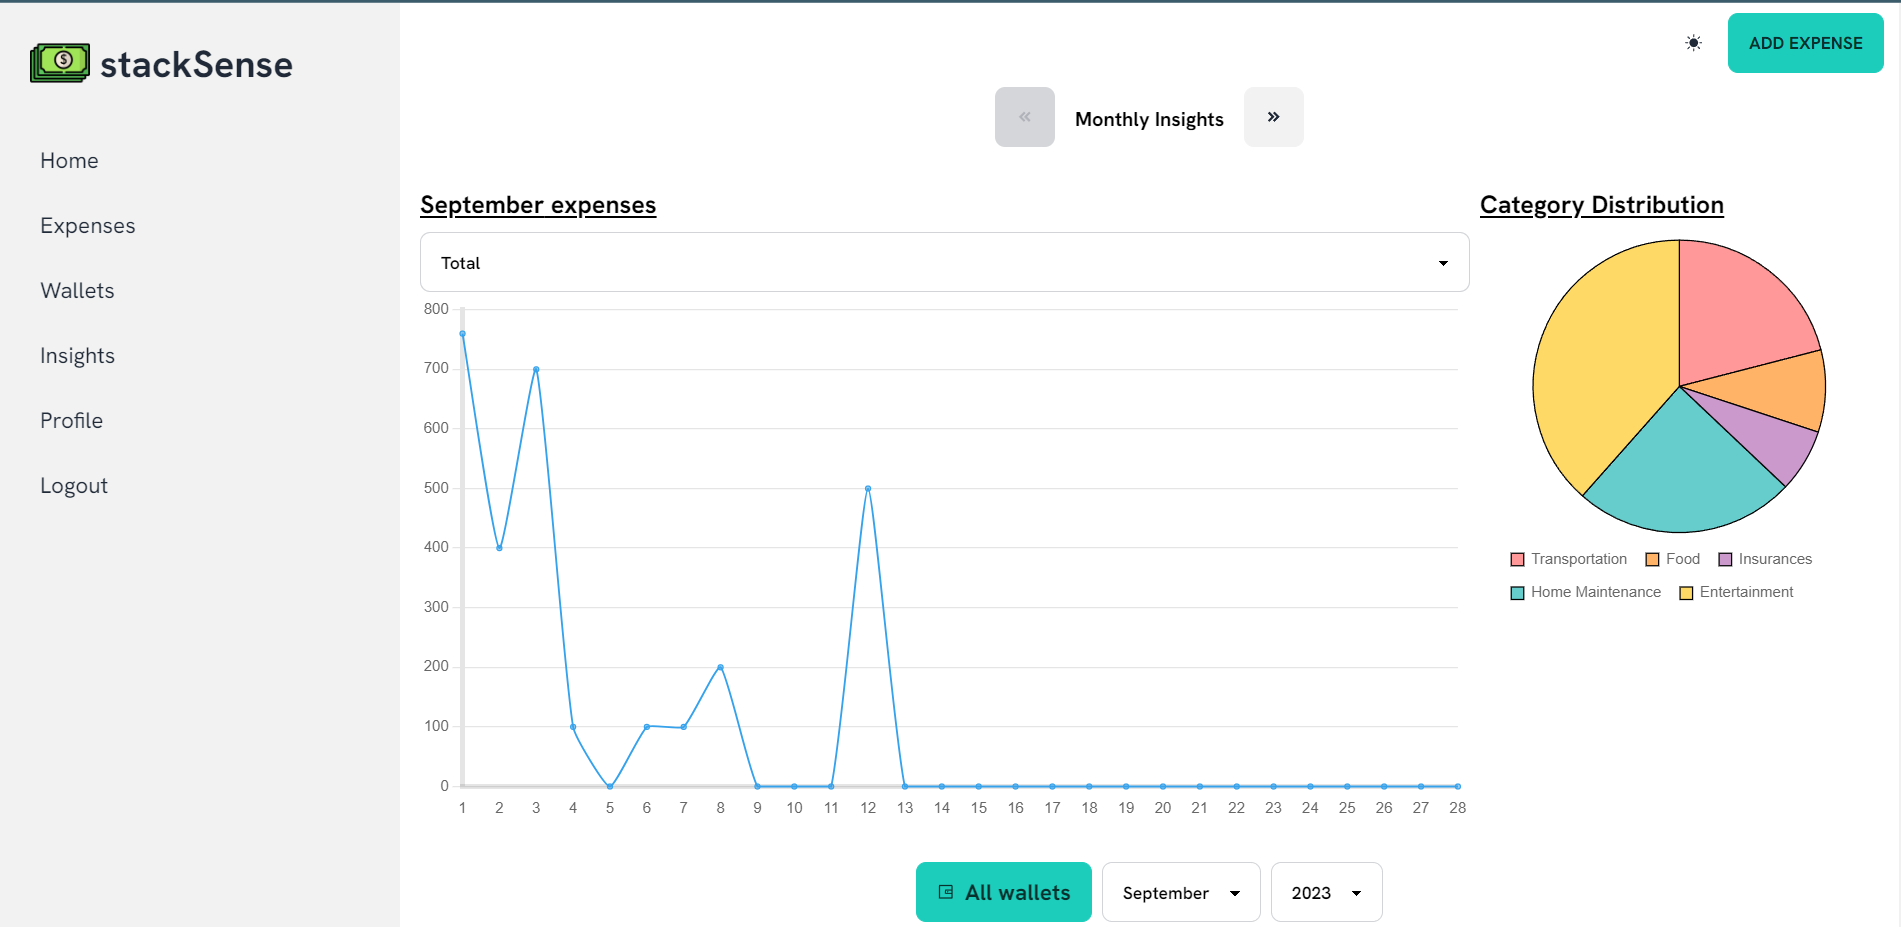 stackSense
Home
Expenses
Wallets
Insights
Profile
Logout
ADD EXPENSE
« Monthly Insights »
September expenses
Total
800
700
600
500
400
300
200
100
0
1 2 3 4 5 6 7 8 9 10 11 12 13 14 15 16 17 18 19 20 21 22 23 24 25 26 27 28
Category Distribution
Transportation Food Insurances
Home Maintenance Entertainment
All wallets September 2023